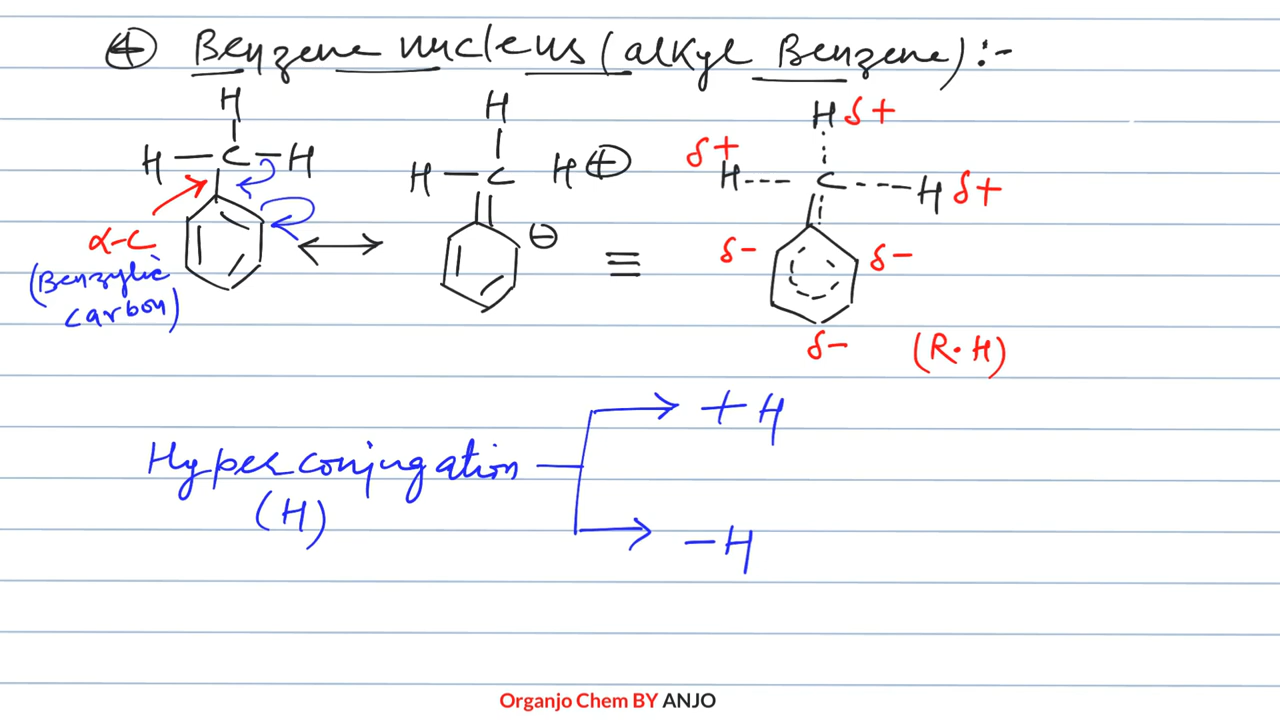 ④ Benzene nucleus (alkyl Benzene) :-
H H H δ+
H — C — H H — C H⊕ δ+ H --- C --- H δ+
α-C ⊖ δ- δ-
(Benzylic carbon) ↔ ≡
δ- (R·H)
+H
Hyperconjugation
(H)
-H
Organjo Chem BY ANJO